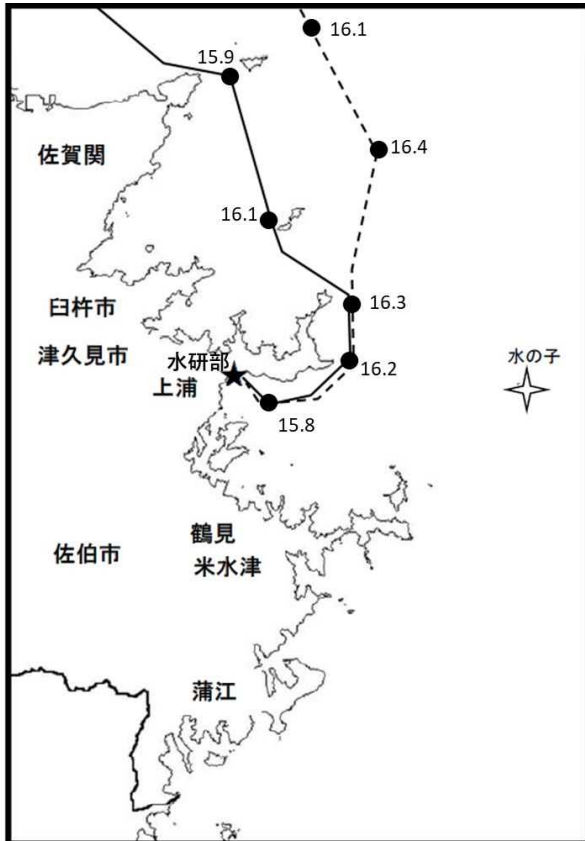 16.1
15.9
16.4
佐賀関
16.1
臼杵市
16.3
津久見市
水研部
16.2
水の子
上浦
15.8
鶴見
佐伯市
米水津
蒲江